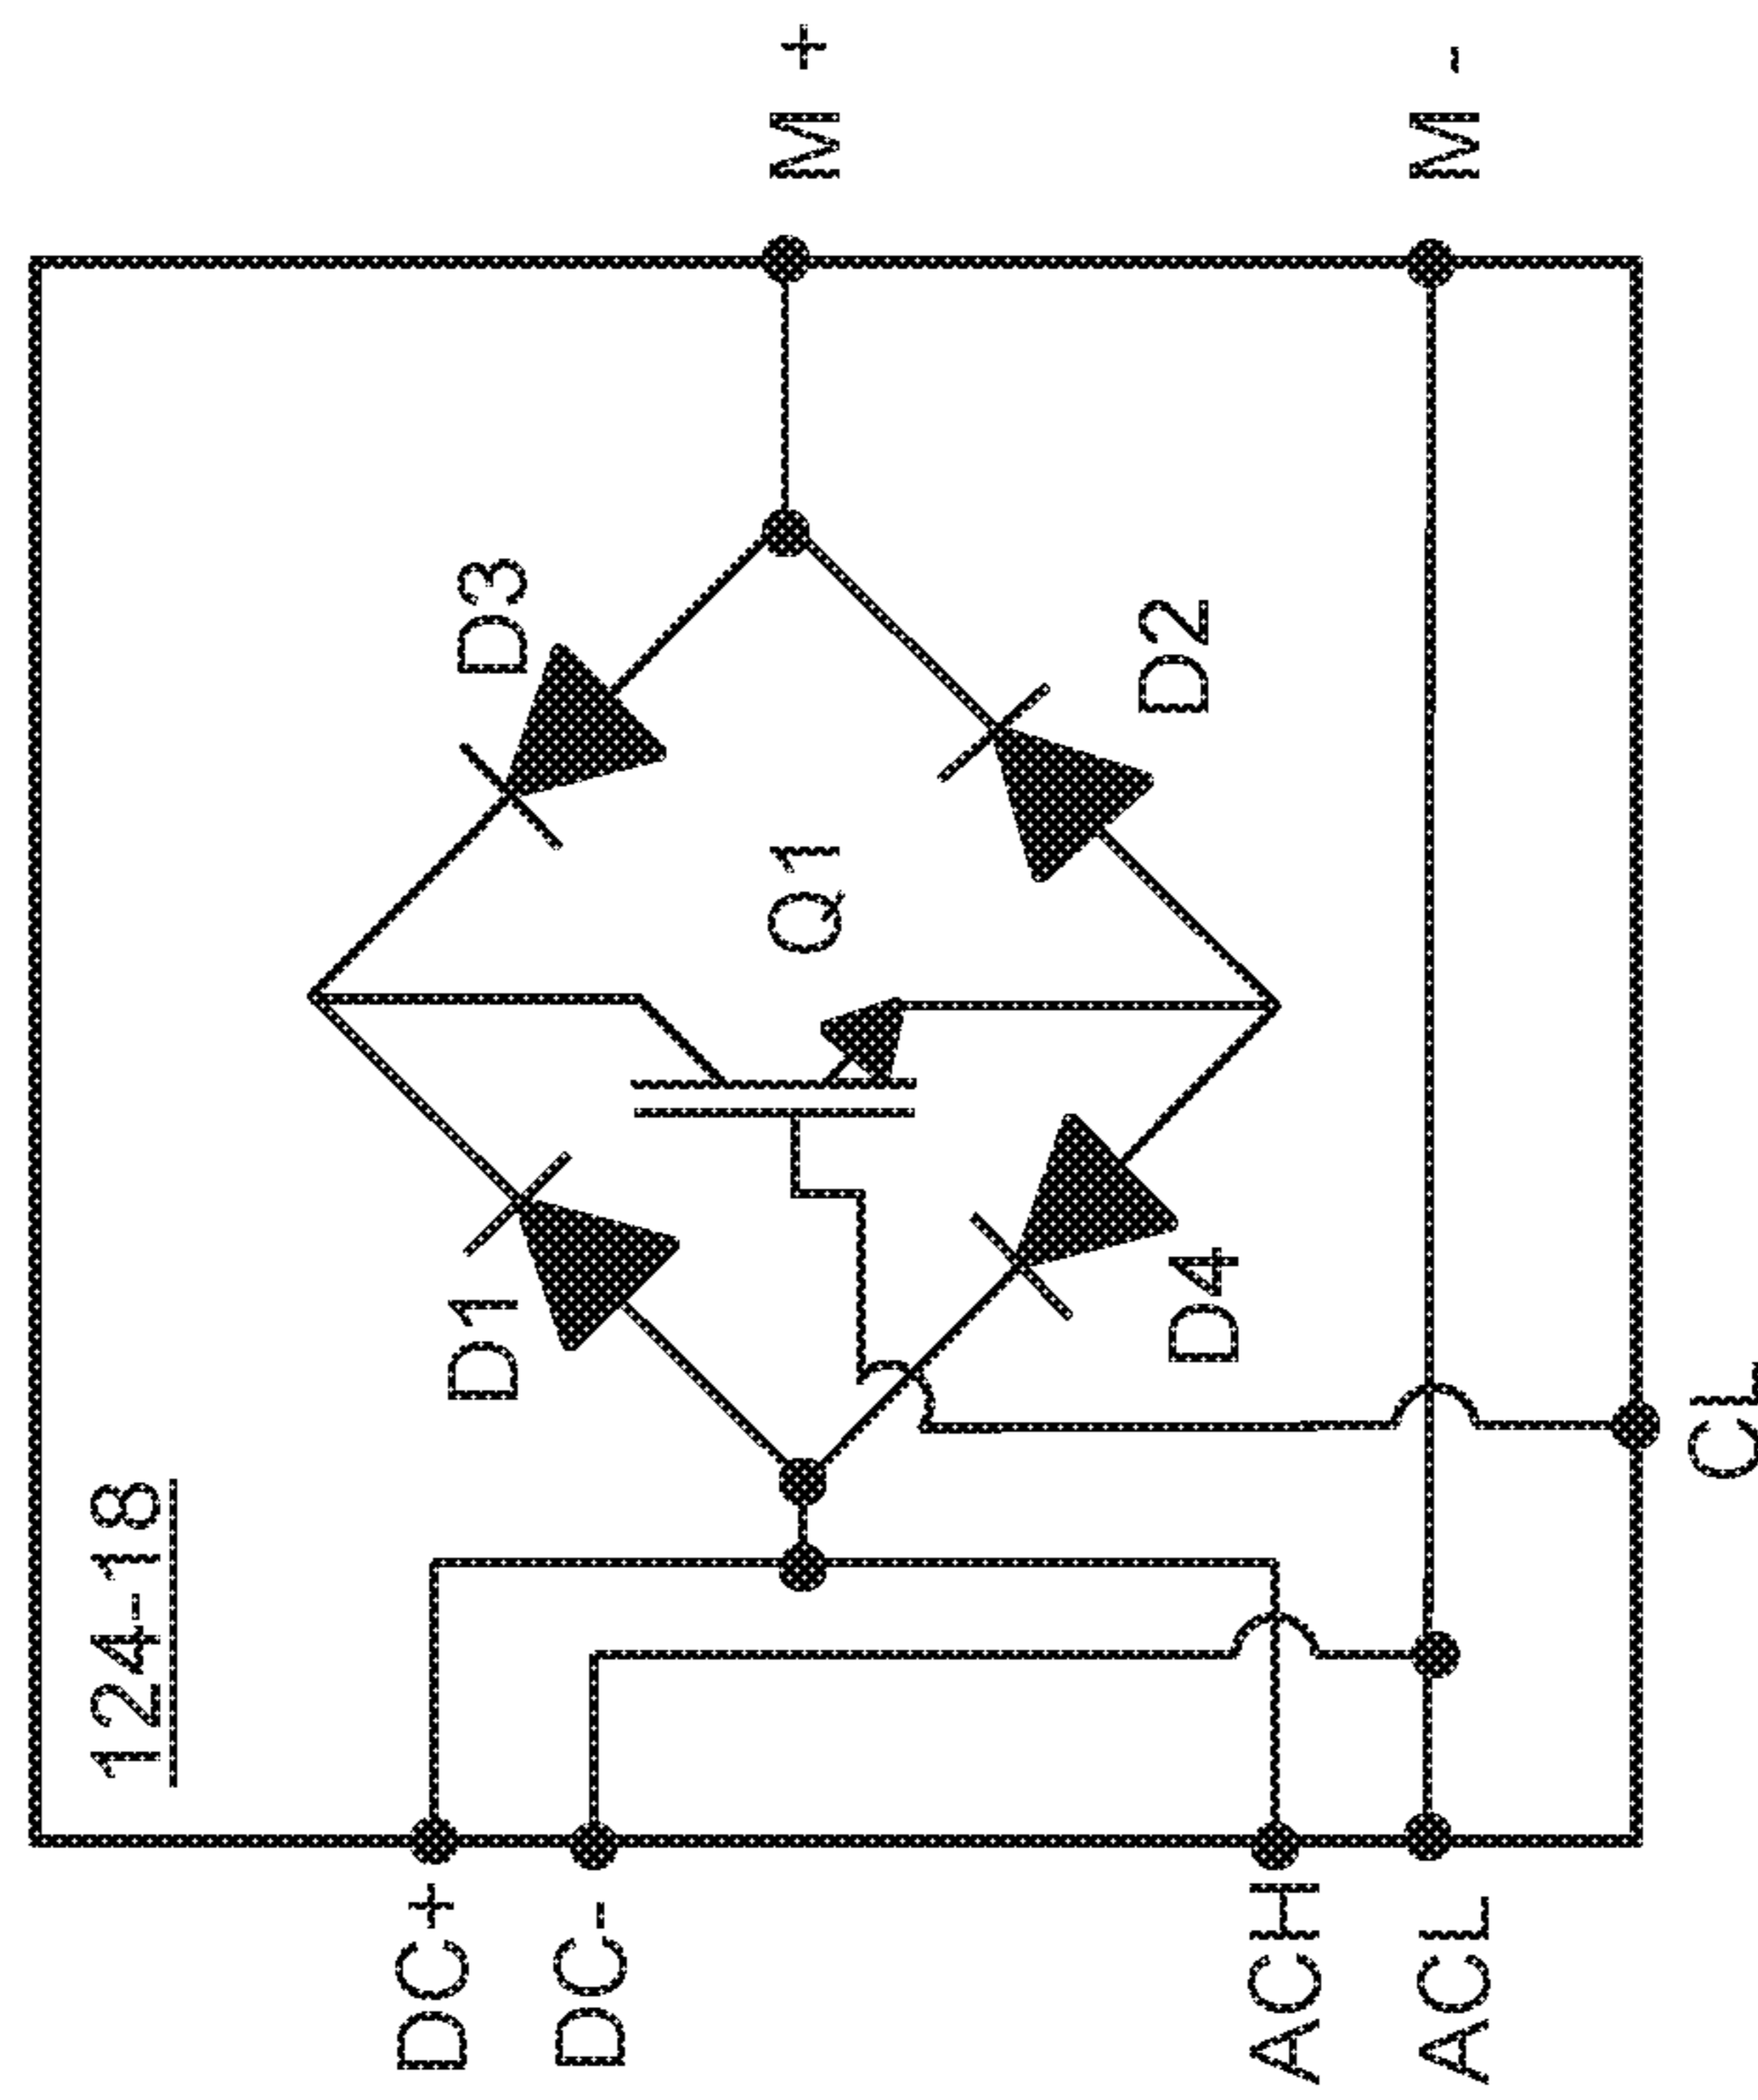 124-18
DC+
DC-
ACH
ACL
D1
D3
Q1
D4
D2
M +
M -
CL